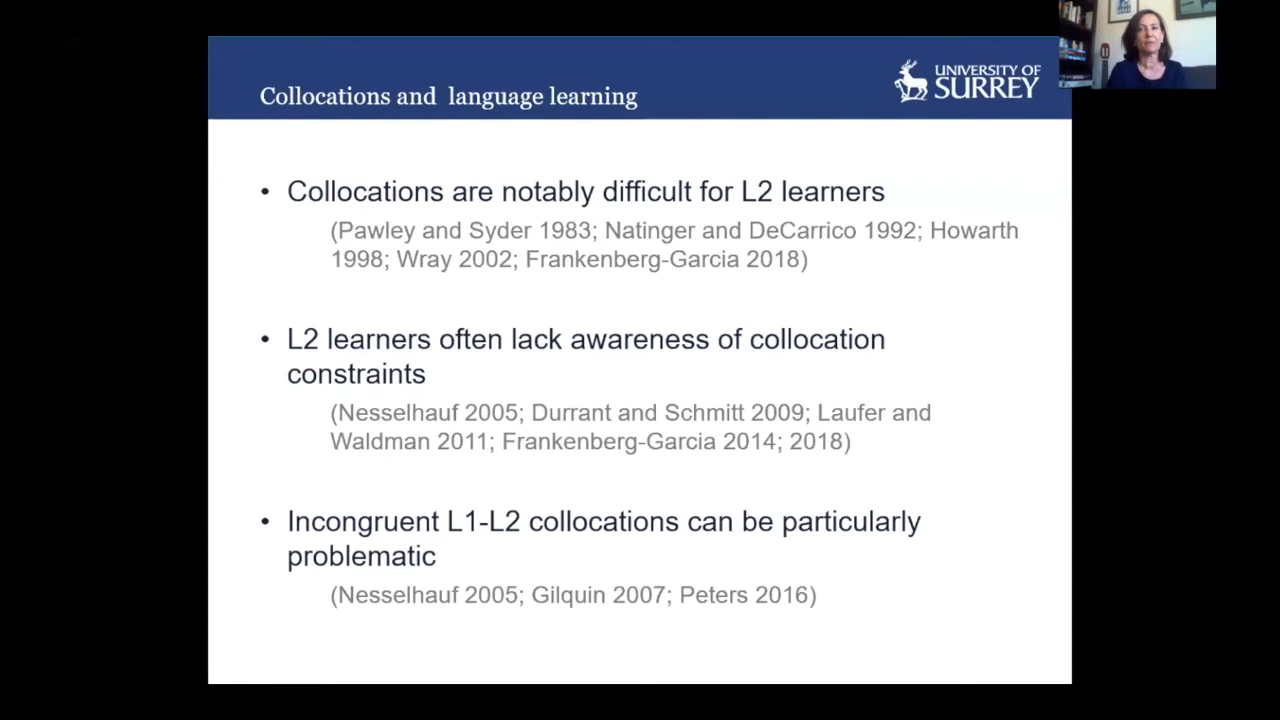 Collocations and language learning
UNIVERSITY OF
SURREY
• Collocations are notably difficult for L2 learners
(Pawley and Syder 1983; Natinger and DeCarrico 1992; Howarth
1998; Wray 2002; Frankenberg-Garcia 2018)
• L2 learners often lack awareness of collocation
constraints
(Nesselhauf 2005; Durrant and Schmitt 2009; Laufer and
Waldman 2011; Frankenberg-Garcia 2014; 2018)
• Incongruent L1-L2 collocations can be particularly
problematic
(Nesselhauf 2005; Gilquin 2007; Peters 2016)